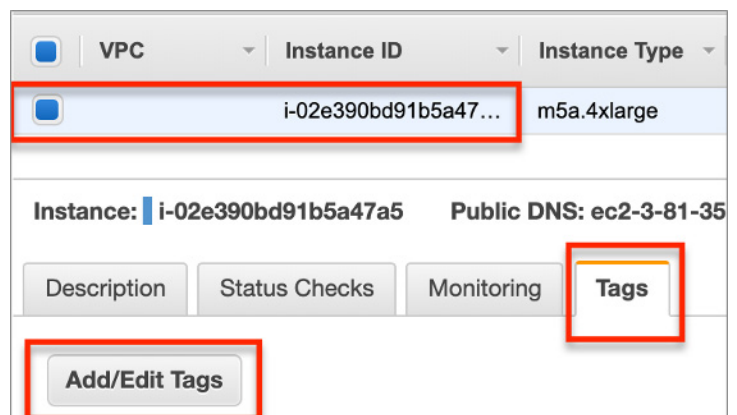 VPC Instance ID Instance Type
i-02e390bd91b5a47... m5a.4xlarge
Instance: i-02e390bd91b5a47a5 Public DNS: ec2-3-81-35
Description Status Checks Monitoring Tags
Add/Edit Tags